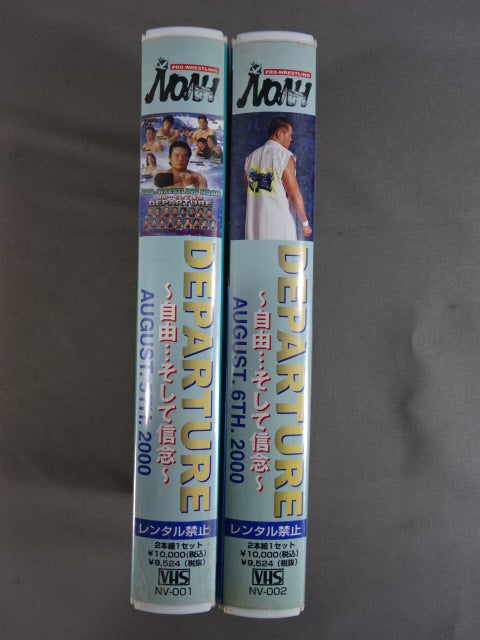 PRO-WRESTLING
NOAH
PRO-WRESTLING NOAH
DEPARTURE
DEPARTURE
～自由…そして信念～
AUGUST. 5TH. 2000
レンタル禁止
2本組1セット
¥10,000(税込)
¥9,524(税抜)
VHS
NV-001
PRO-WRESTLING
NOAH
DEPARTURE
～自由…そして信念～
AUGUST. 6TH. 2000
レンタル禁止
2本組1セット
¥10,000(税込)
¥9,524(税抜)
VHS
NV-002